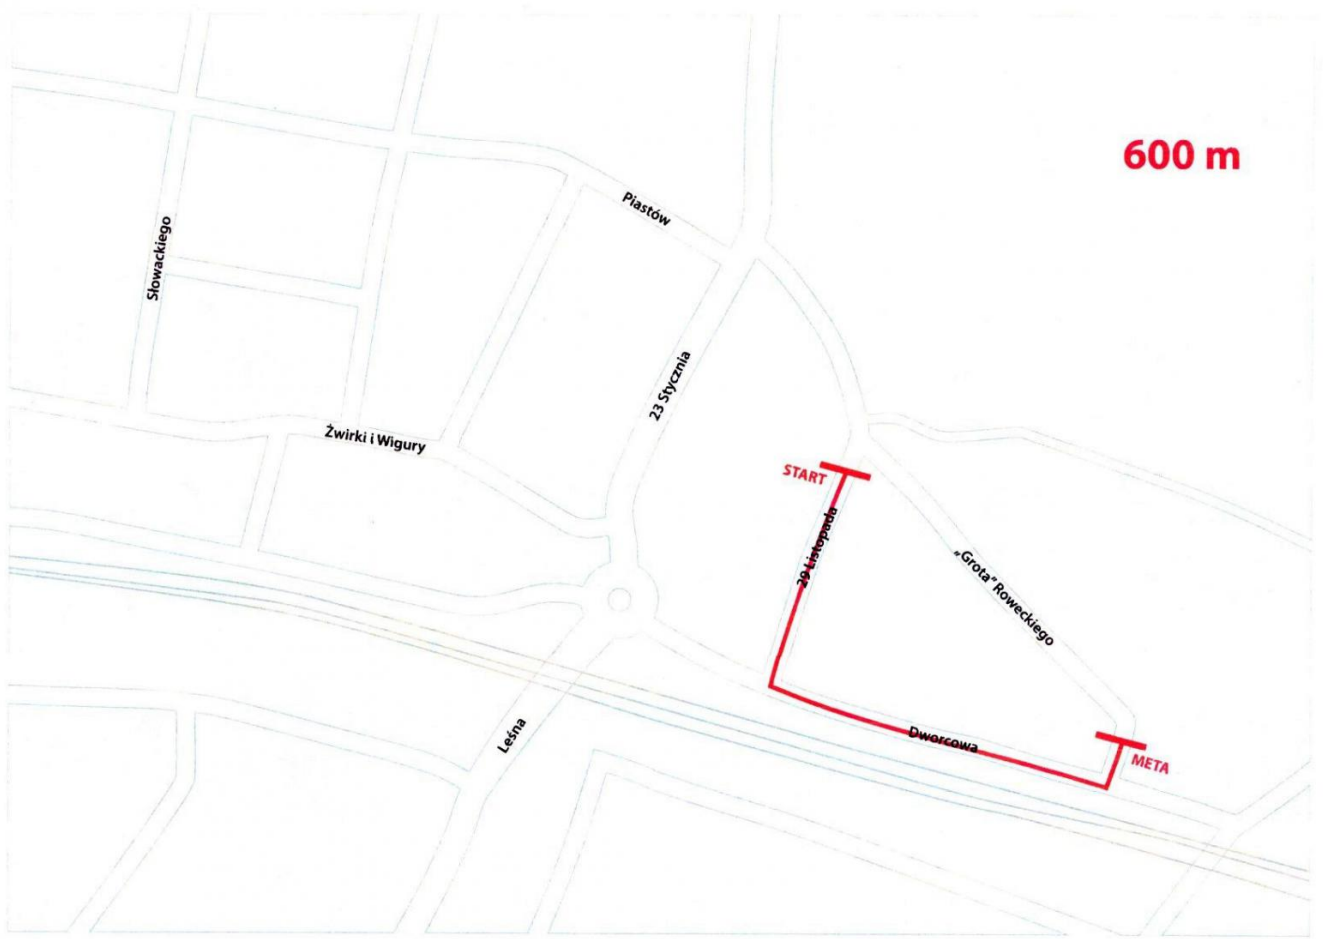 600 m
Piastów
Słowackiego
23 Stycznia
Żwirki i Wigury
START
29 Listopada
„Grota” Roweckiego
Leśna
Dworcowa
META